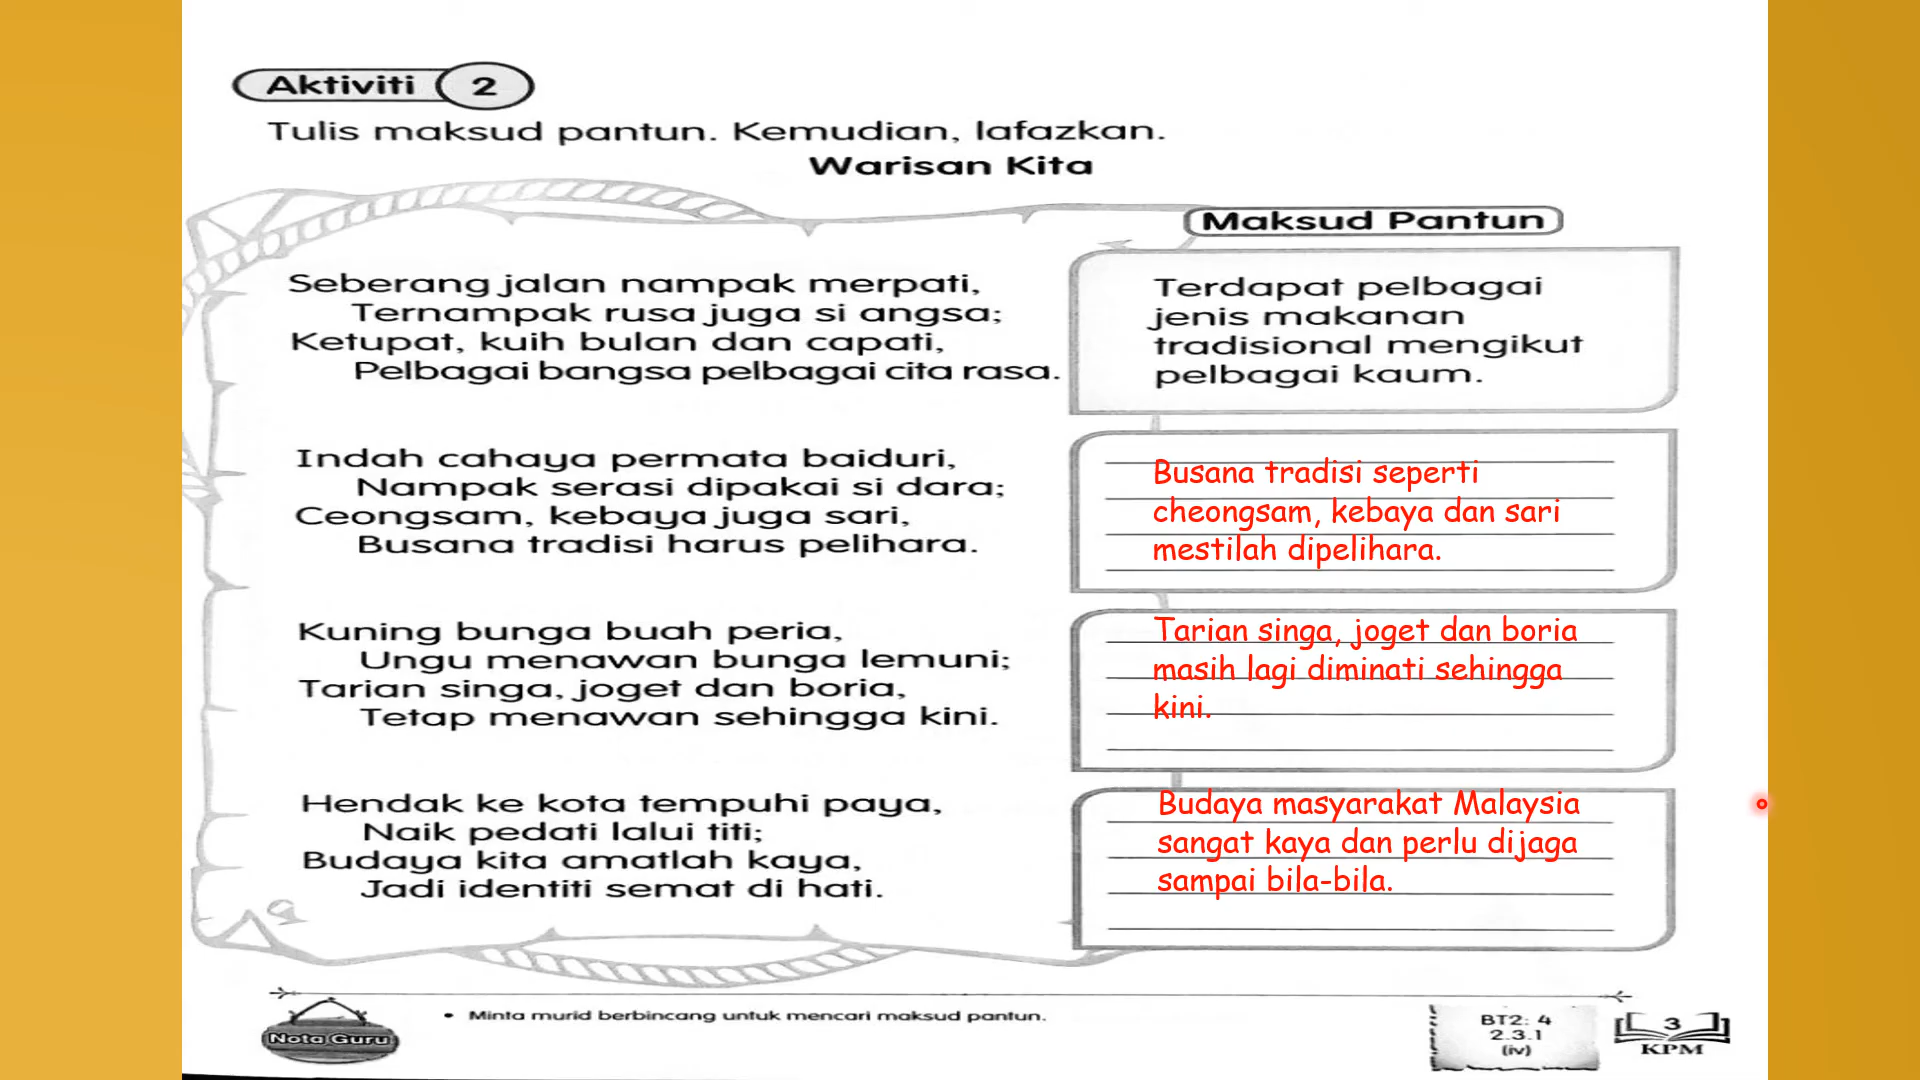 Aktiviti 2
Tulis maksud pantun. Kemudian, lafazkan.
Warisan Kita
Maksud Pantun
Seberang jalan nampak merpati,
Ternampak rusa juga si angsa;
Ketupat, kuih bulan dan capati,
Pelbagai bangsa pelbagai cita rasa.
Terdapat pelbagai
jenis makanan
tradisional mengikut
pelbagai kaum.
Indah cahaya permata baiduri,
Nampak serasi dipakai si dara;
Ceongsam, kebaya juga sari,
Busana tradisi harus pelihara.
Busana tradisi seperti
cheongsam, kebaya dan sari
mestilah dipelihara.
Kuning bunga buah peria,
Ungu menawan bunga lemuni;
Tarian singa, joget dan boria,
Tetap menawan sehingga kini.
Tarian singa, joget dan boria
masih lagi diminati sehingga
kini.
Hendak ke kota tempuhi paya,
Naik pedati lalui titi;
Budaya kita amatlah kaya,
Jadi identiti semat di hati.
Budaya masyarakat Malaysia
sangat kaya dan perlu dijaga
sampai bila-bila.
Nota Guru
• Minta murid berbincang untuk mencari maksud pantun.
BT2: 4
2.3.1
(iv)
3
KPM